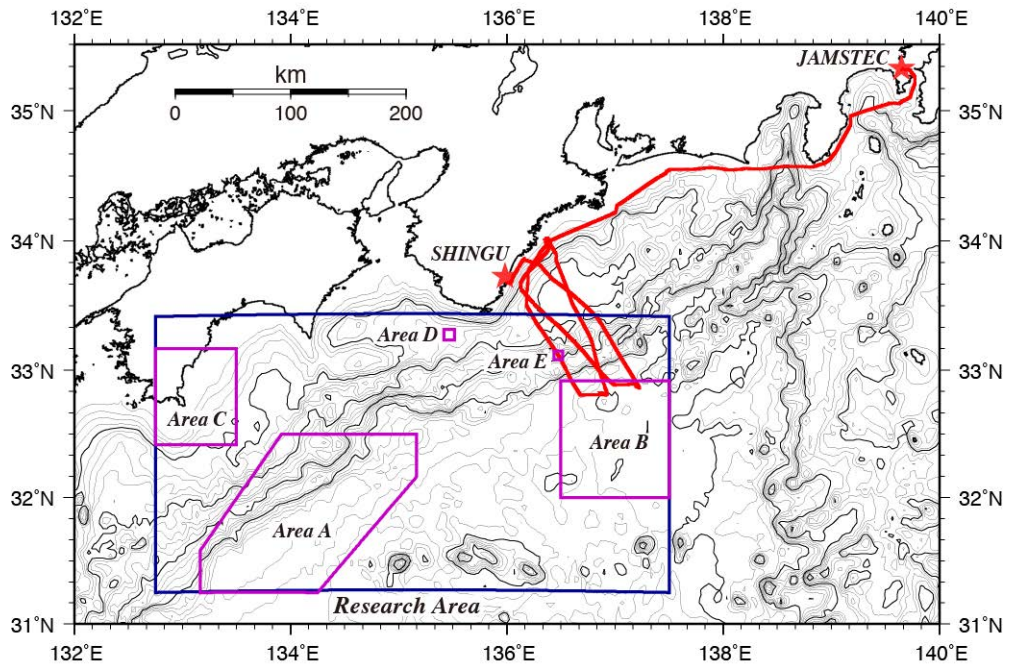 132˚E 134˚E 136˚E 138˚E 140˚E
JAMSTEC
km
0 100 200
35˚N 35˚N
34˚N 34˚N
SHINGU
Area D
Area E
33˚N 33˚N
Area C
Area B
32˚N 32˚N
Area A
Research Area
31˚N 31˚N
132˚E 134˚E 136˚E 138˚E 140˚E